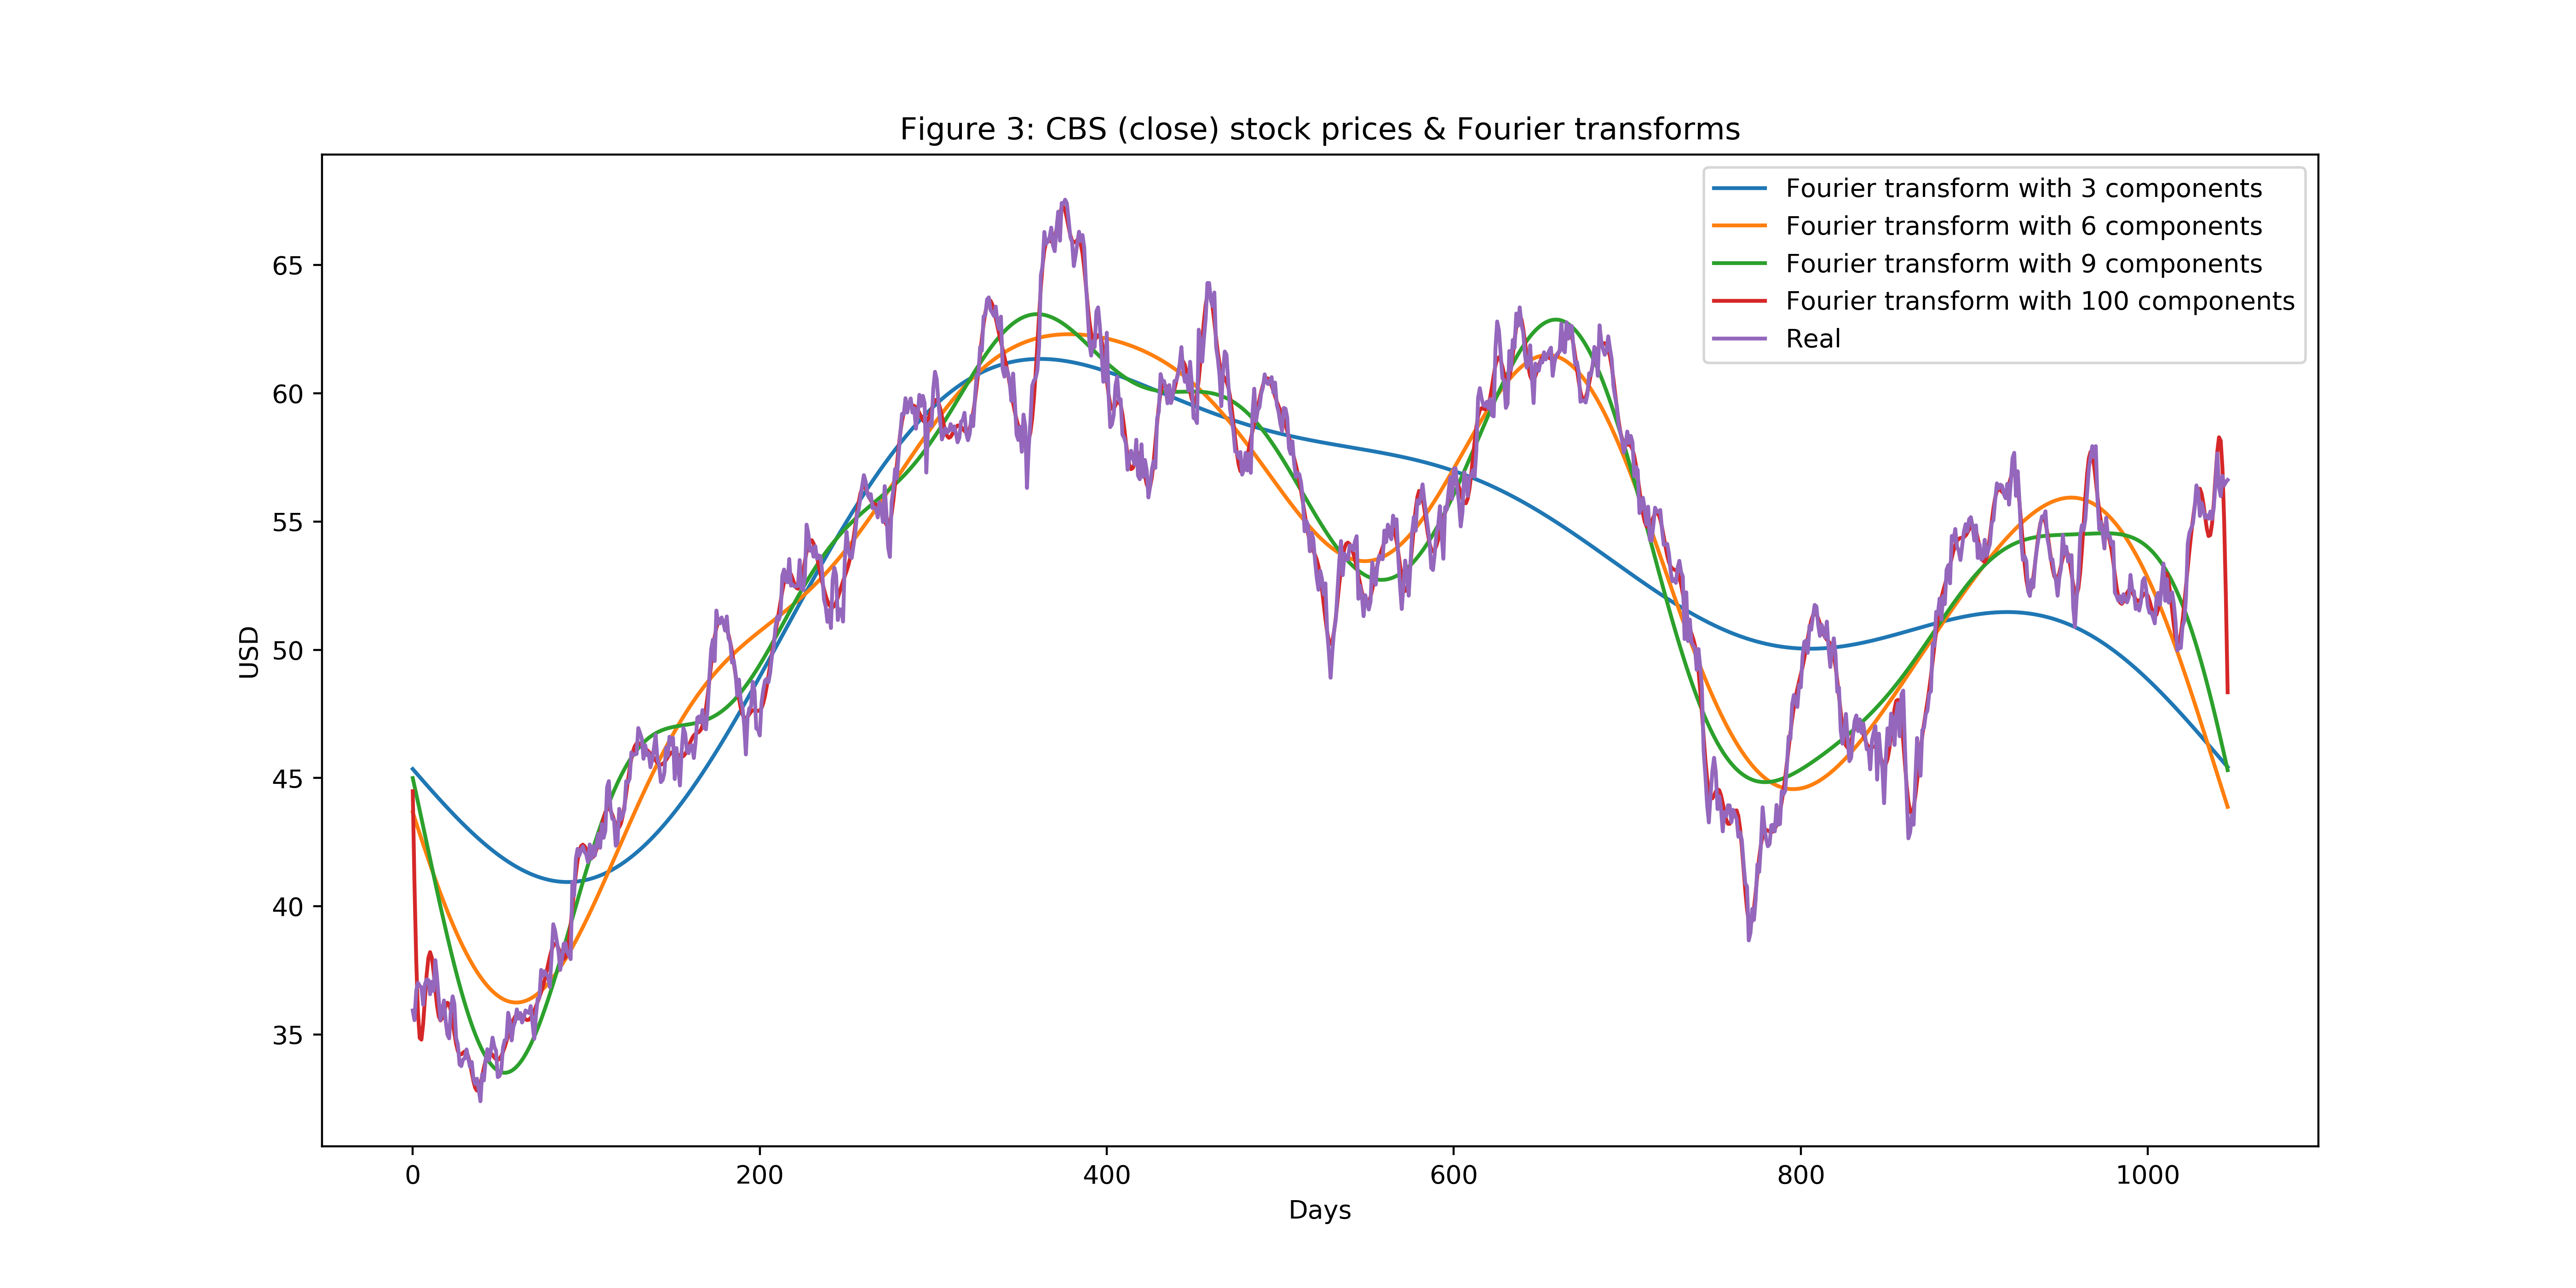 Figure 3: CBS (close) stock prices & Fourier transforms
Fourier transform with 3 components
Fourier transform with 6 components
Fourier transform with 9 components
Fourier transform with 100 components
Real
65
60
55
50
45
40
35
USD
0
200
400
600
800
1000
Days